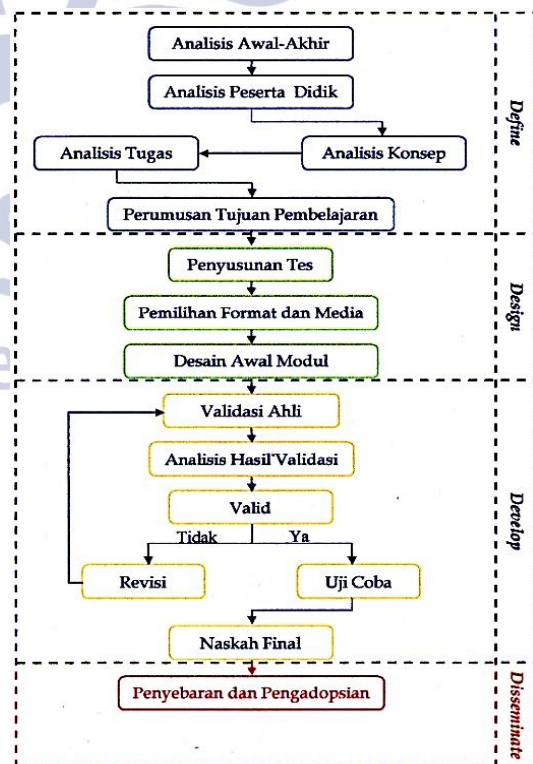 Analisis Awal-Akhir
Analisis Peserta Didik
Analisis Tugas
Analisis Konsep
Perumusan Tujuan Pembelajaran
Define
Penyusunan Tes
Pemilihan Format dan Media
Desain Awal Modul
Design
Validasi Ahli
Analisis Hasil Validasi
Valid
Tidak
Ya
Revisi
Uji Coba
Naskah Final
Develop
Penyebaran dan Pengadopsian
Disseminate